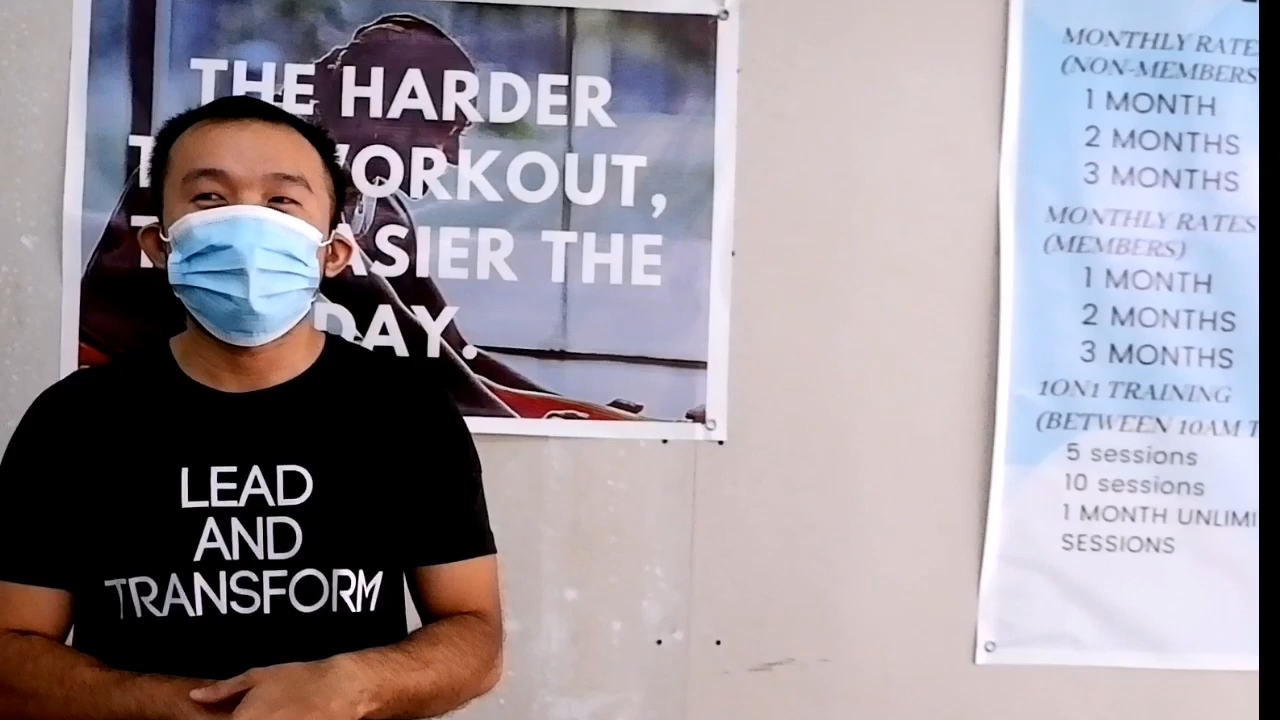 THE HARDER
WORKOUT,
EASIER THE
DAY.
LEAD
AND
TRANSFORM
MONTHLY RATES
(NON-MEMBERS
1 MONTH
2 MONTHS
3 MONTHS
MONTHLY RATES
(MEMBERS)
1 MONTH
2 MONTHS
3 MONTHS
1ON1 TRAINING
(BETWEEN 10AM T
5 sessions
10 sessions
1 MONTH UNLIMI
SESSIONS